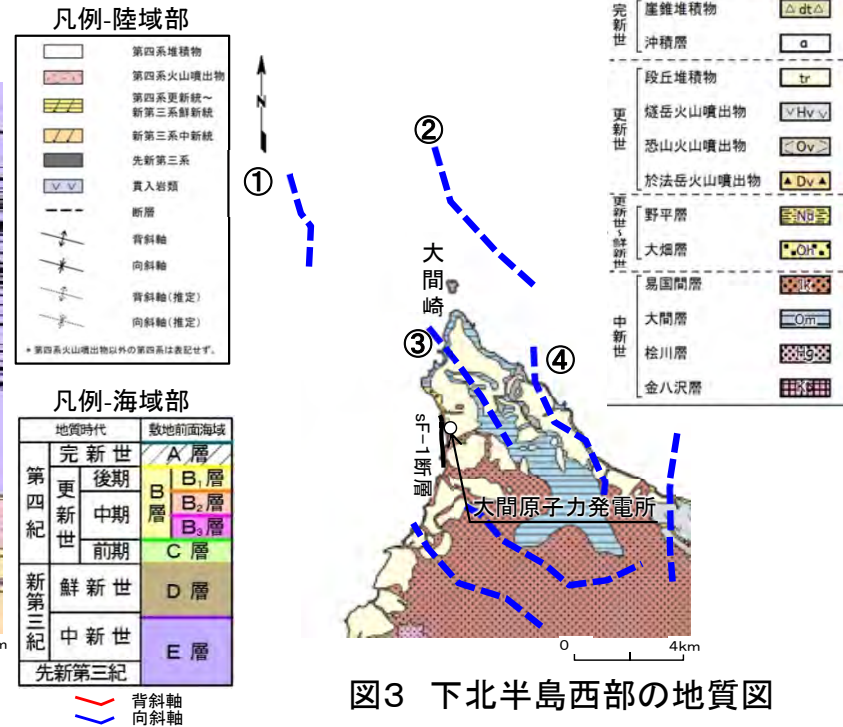 凡例-陸域部
第四系堆積物
第四系火山噴出物
第四系更新統～
新第三系鮮新統
新第三系中新統
先新第三系
貫入岩類
断層
背斜軸
向斜軸
背斜軸(推定)
向斜軸(推定)
* 第四系火山噴出物以外の第四系は表記せず。
凡例-海域部
地質時代
敷地前面海域
第四紀
完新世
A層
更新世
後期
中期
前期
B層
B₁層
B₂層
B₃層
C層
新第三紀
鮮新世
D層
中新世
E層
先新第三紀
背斜軸
向斜軸
N
①
②
③
④
大間崎
sF-1断層
大間原子力発電所
完新世
崖錐堆積物
dt
沖積層
a
更新世
段丘堆積物
tr
燧岳火山噴出物
Hv
恐山火山噴出物
Ov
於法岳火山噴出物
Dv
更新世~鮮新世
野平層
Nd
大畑層
OH
中新世
易国間層
Ik
大間層
Om
桧川層
Hg
金八沢層
0
4km
m
図3 下北半島西部の地質図